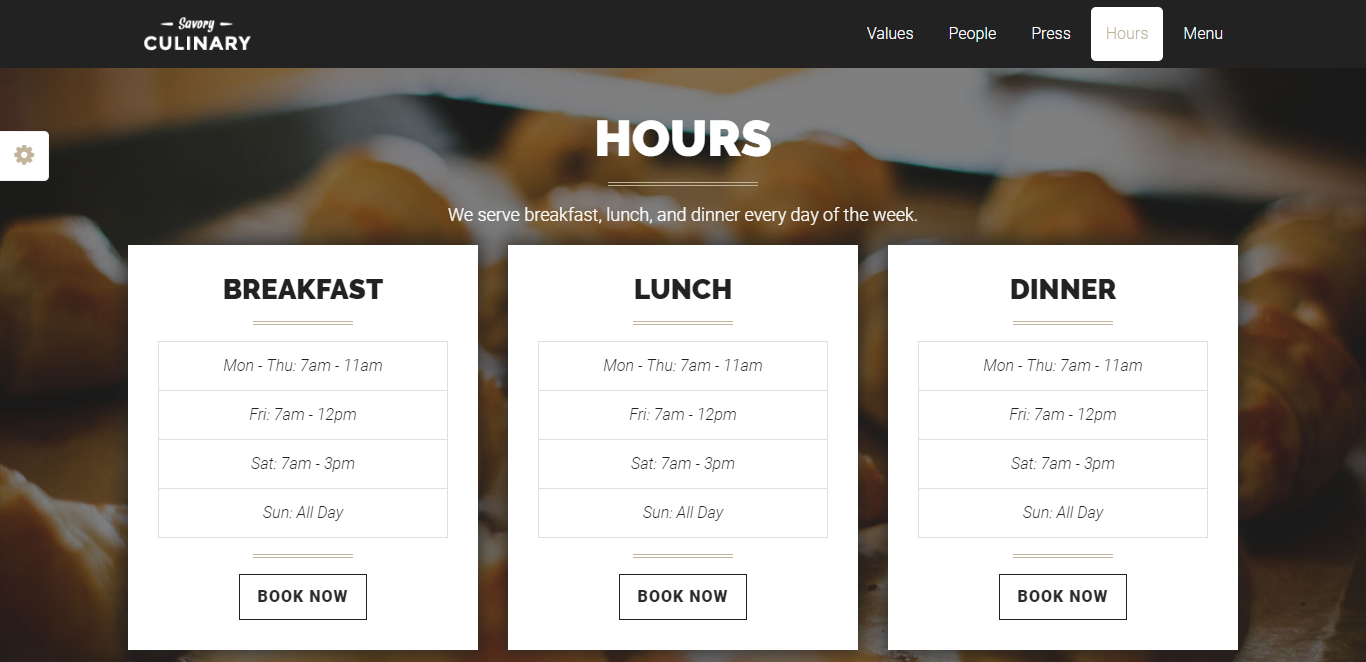 Savory
CULINARY
Values
People
Press
Hours
Menu
HOURS
We serve breakfast, lunch, and dinner every day of the week.
BREAKFAST
Mon - Thu: 7am - 11am
Fri: 7am - 12pm
Sat: 7am - 3pm
Sun: All Day
BOOK NOW
LUNCH
Mon - Thu: 7am - 11am
Fri: 7am - 12pm
Sat: 7am - 3pm
Sun: All Day
BOOK NOW
DINNER
Mon - Thu: 7am - 11am
Fri: 7am - 12pm
Sat: 7am - 3pm
Sun: All Day
BOOK NOW